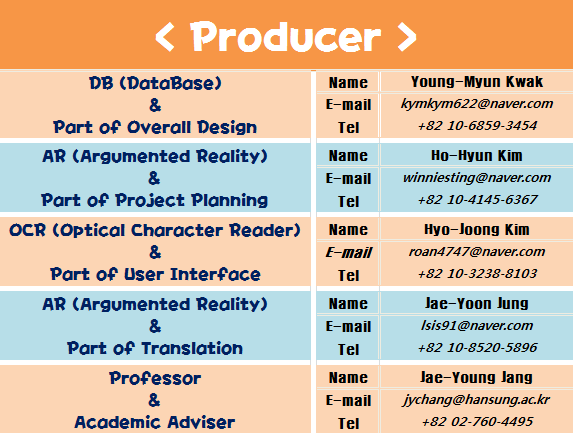 < Producer >
DB (DataBase)
&
Part of Overall Design
Name Young-Myun Kwak
E-mail kymkym622@naver.com
Tel +82 10-6859-3454
AR (Argumented Reality)
&
Part of Project Planning
Name Ho-Hyun Kim
E-mail winniesting@naver.com
Tel +82 10-4145-6367
OCR (Optical Character Reader)
&
Part of User Interface
Name Hyo-Joong Kim
E-mail roan4747@naver.com
Tel +82 10-3238-8103
AR (Argumented Reality)
&
Part of Translation
Name Jae-Yoon Jung
E-mail lsis91@naver.com
Tel +82 10-8520-5896
Professor
&
Academic Adviser
Name Jae-Young Jang
E-mail jychang@hansung.ac.kr
Tel +82 02-760-4495